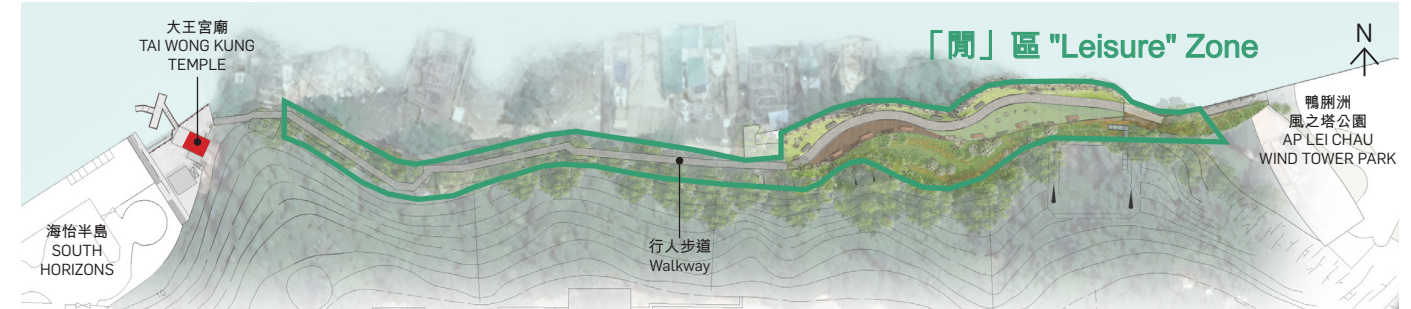 大王宮廟
TAI WONG KUNG
TEMPLE
「閒」區 "Leisure" Zone
N
鴨脷洲
風之塔公園
AP LEI CHAU
WIND TOWER PARK
海怡半島
SOUTH
HORIZONS
行人步道
Walkway